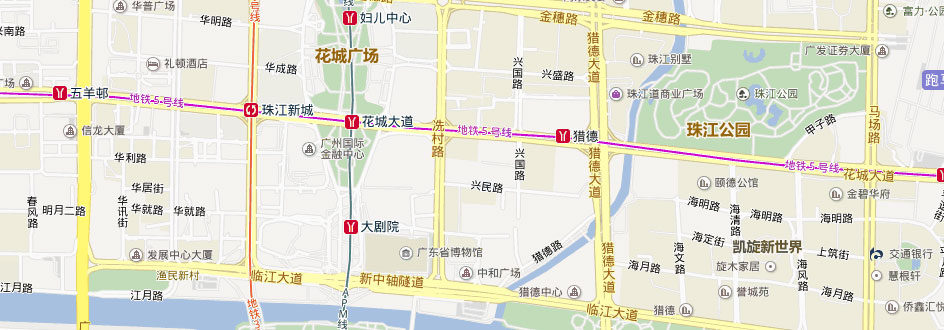 华普广场
兴南路
华明路
号线
妇儿中心
金穗路
金穗路
富力·公
花城广场
猎德大道
珠江别墅
广发证券大厦
礼顿酒店
华成路
兴国路
兴盛路
广场
五羊邨
地铁5号线
珠江新城
花城大道
地铁5号线
猎德
珠江道商业广场
珠江公园
珠江公园
跑马
马场路
甲子路
信龙大厦
广州国际
金融中心
冼村路
兴国路
猎德大道
地铁5号线
花城大道
华利路
华居街
兴民路
颐德公馆
金碧华府
春风路
明月二路
华讯街
华就路
华就路
海明路
海明路
海清路
大剧院
海定街
凯旋新世界
上筑街
平
发展中心大厦
广东省博物馆
猎德路
海文路
海月路
旋木家居
海风路
交通银行
渔民新村
临江大道
新中轴隧道
中和广场
慧根轩
江月路
江月路
地铁
APM线
猎德中心
临江大道
猎德
誉城苑
海月路
侨鑫汇悦
广